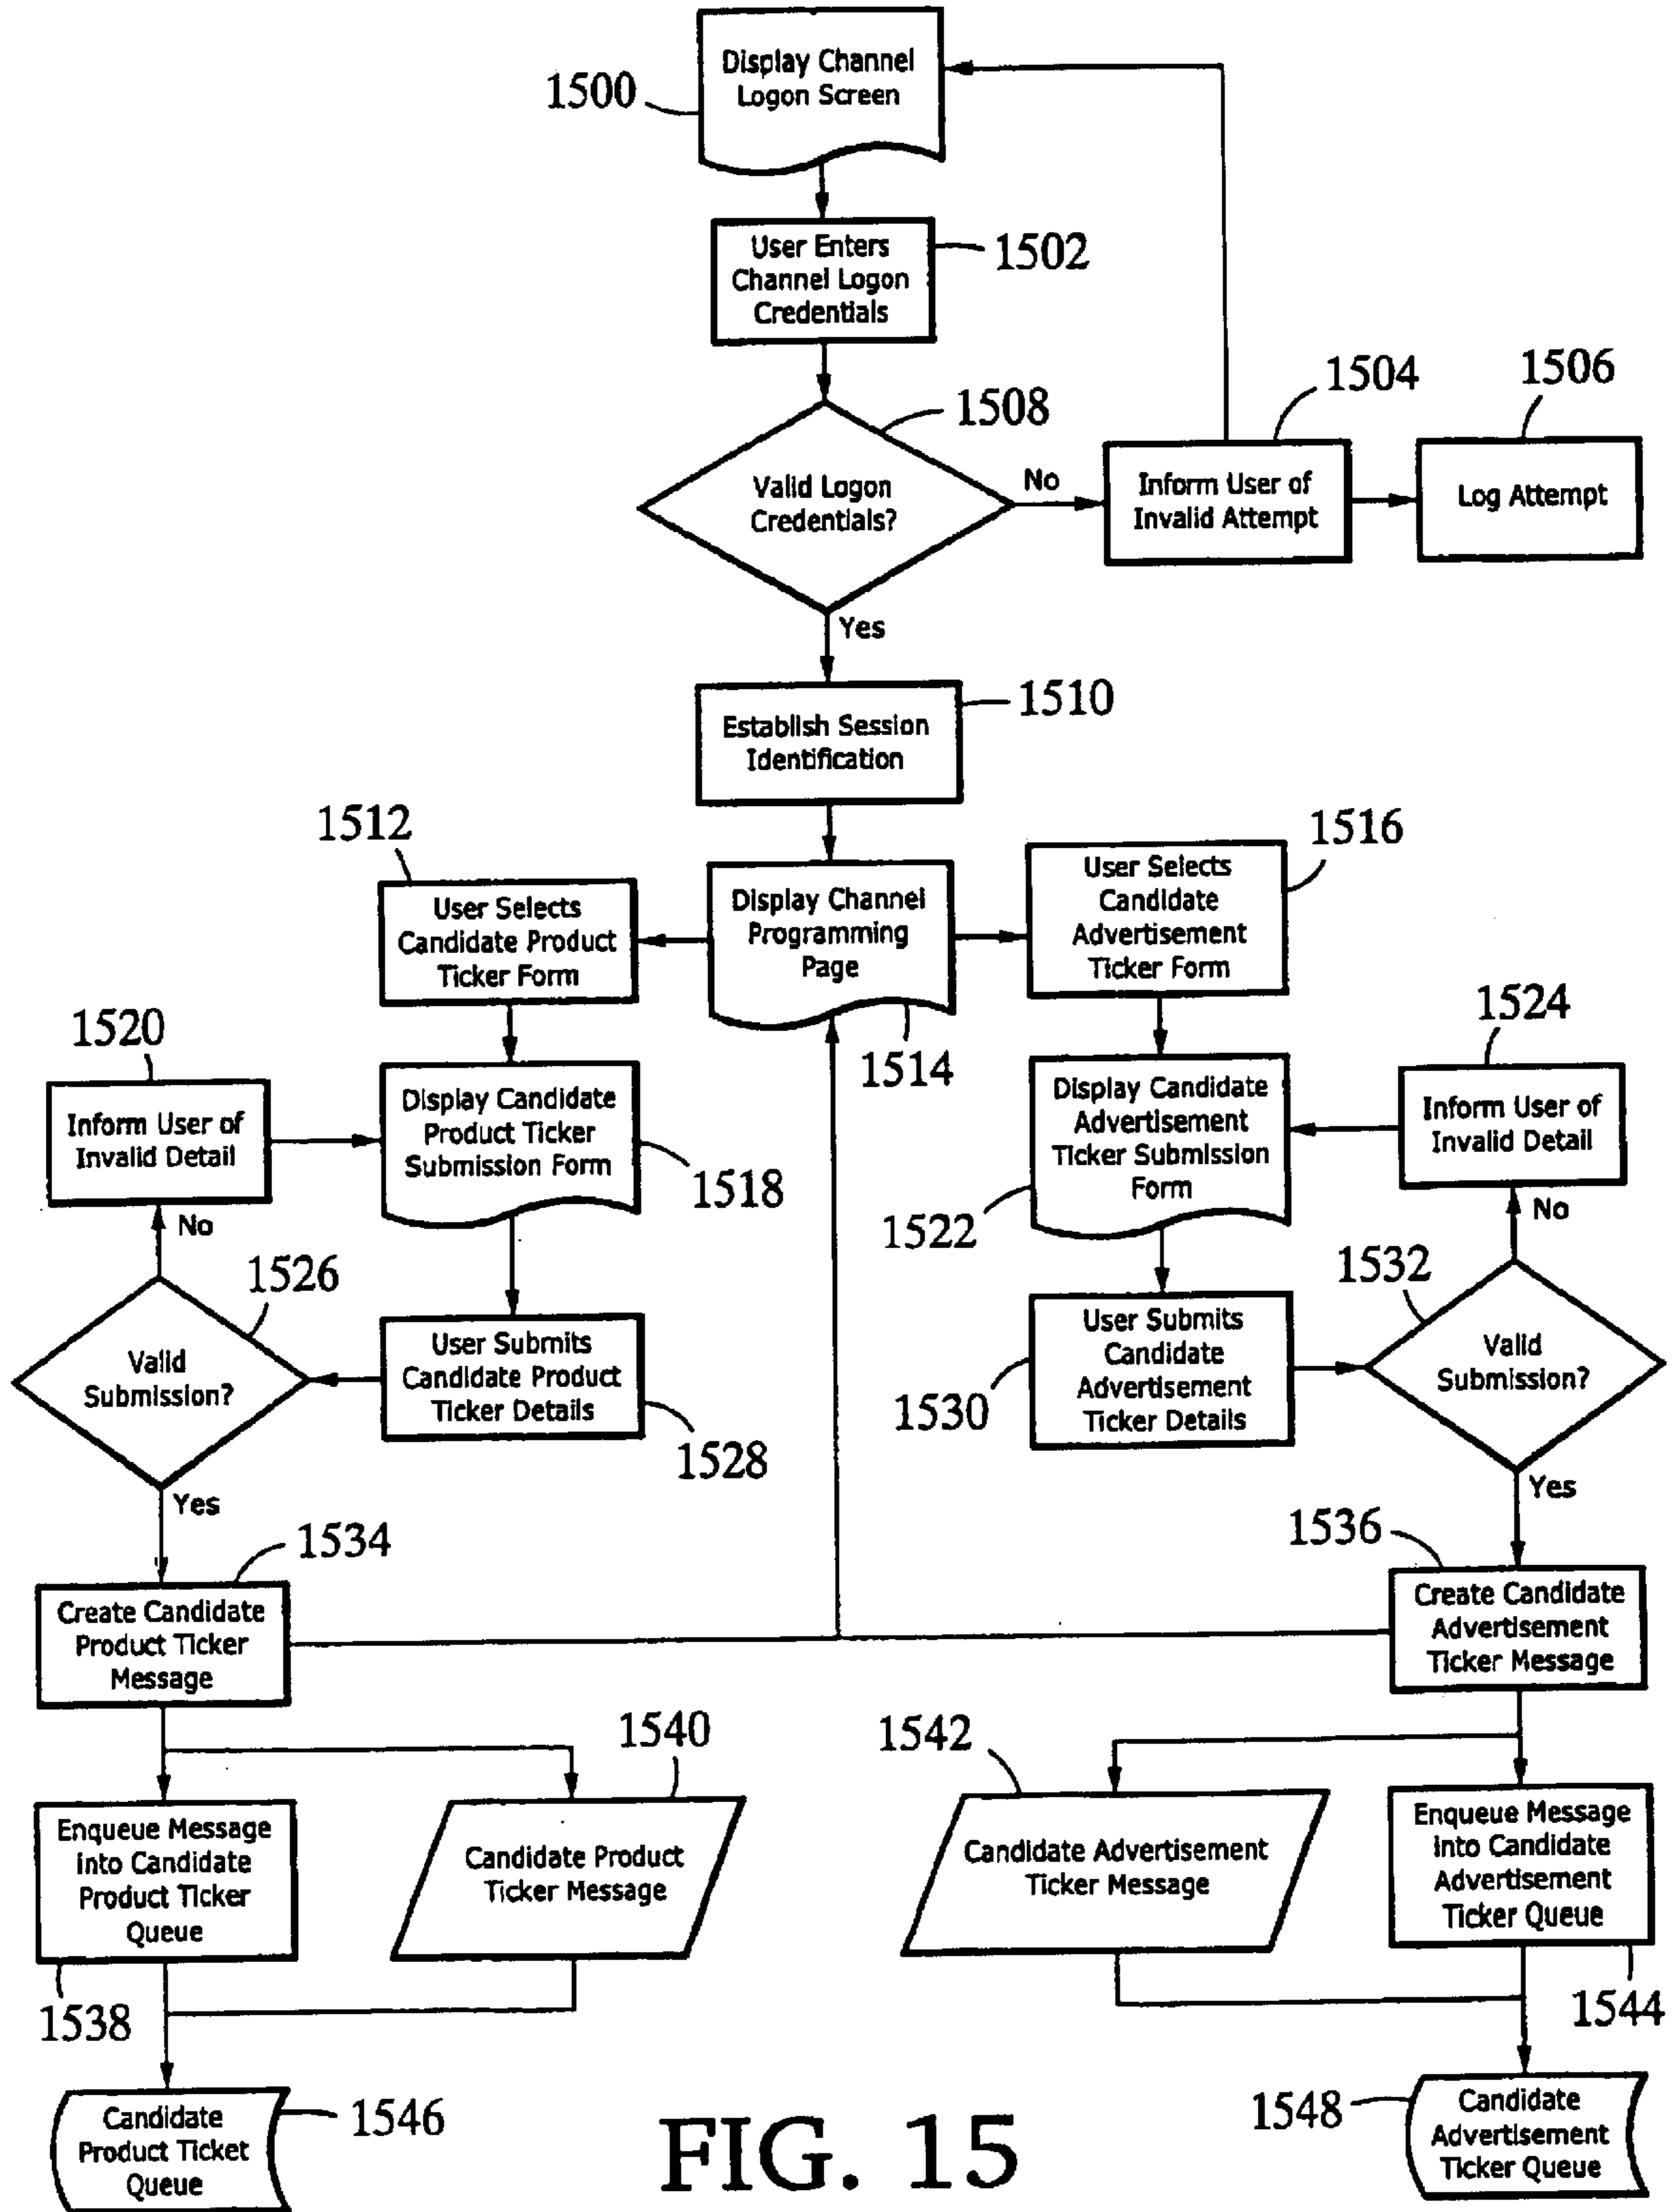 Display Channel
Logon Screen
1500
User Enters
Channel Logon
Credentials
1502
1508
1504
1506
Valid Logon
Credentials?
No
Inform User of
Invalid Attempt
Log Attempt
Yes
Establish Session
Identification
1510
1512
1516
User Selects
Candidate Product
Ticker Form
Display Channel
Programming
Page
User Selects
Candidate
Advertisement
Ticker Form
1514
1520
1524
Inform User of
Invalid Detail
Display Candidate
Product Ticker
Submission Form
1518
Display Candidate
Advertisement
Ticker Submission
Form
1522
Inform User of
Invalid Detail
No
No
1526
1532
Valid
Submission?
User Submits
Candidate Product
Ticker Details
1528
User Submits
Candidate
Advertisement
Ticker Details
1530
Valid
Submission?
Yes
Yes
1534
1536
Create Candidate
Product Ticker
Message
Create Candidate
Advertisement
Ticker Message
1540
1542
Enqueue Message
into Candidate
Product Ticker
Queue
Candidate Product
Ticker Message
Candidate Advertisement
Ticker Message
Enqueue Message
into Candidate
Advertisement
Ticker Queue
1538
1544
Candidate
Product Ticket
Queue
1546
1548
Candidate
Advertisement
Ticker Queue
FIG. 15